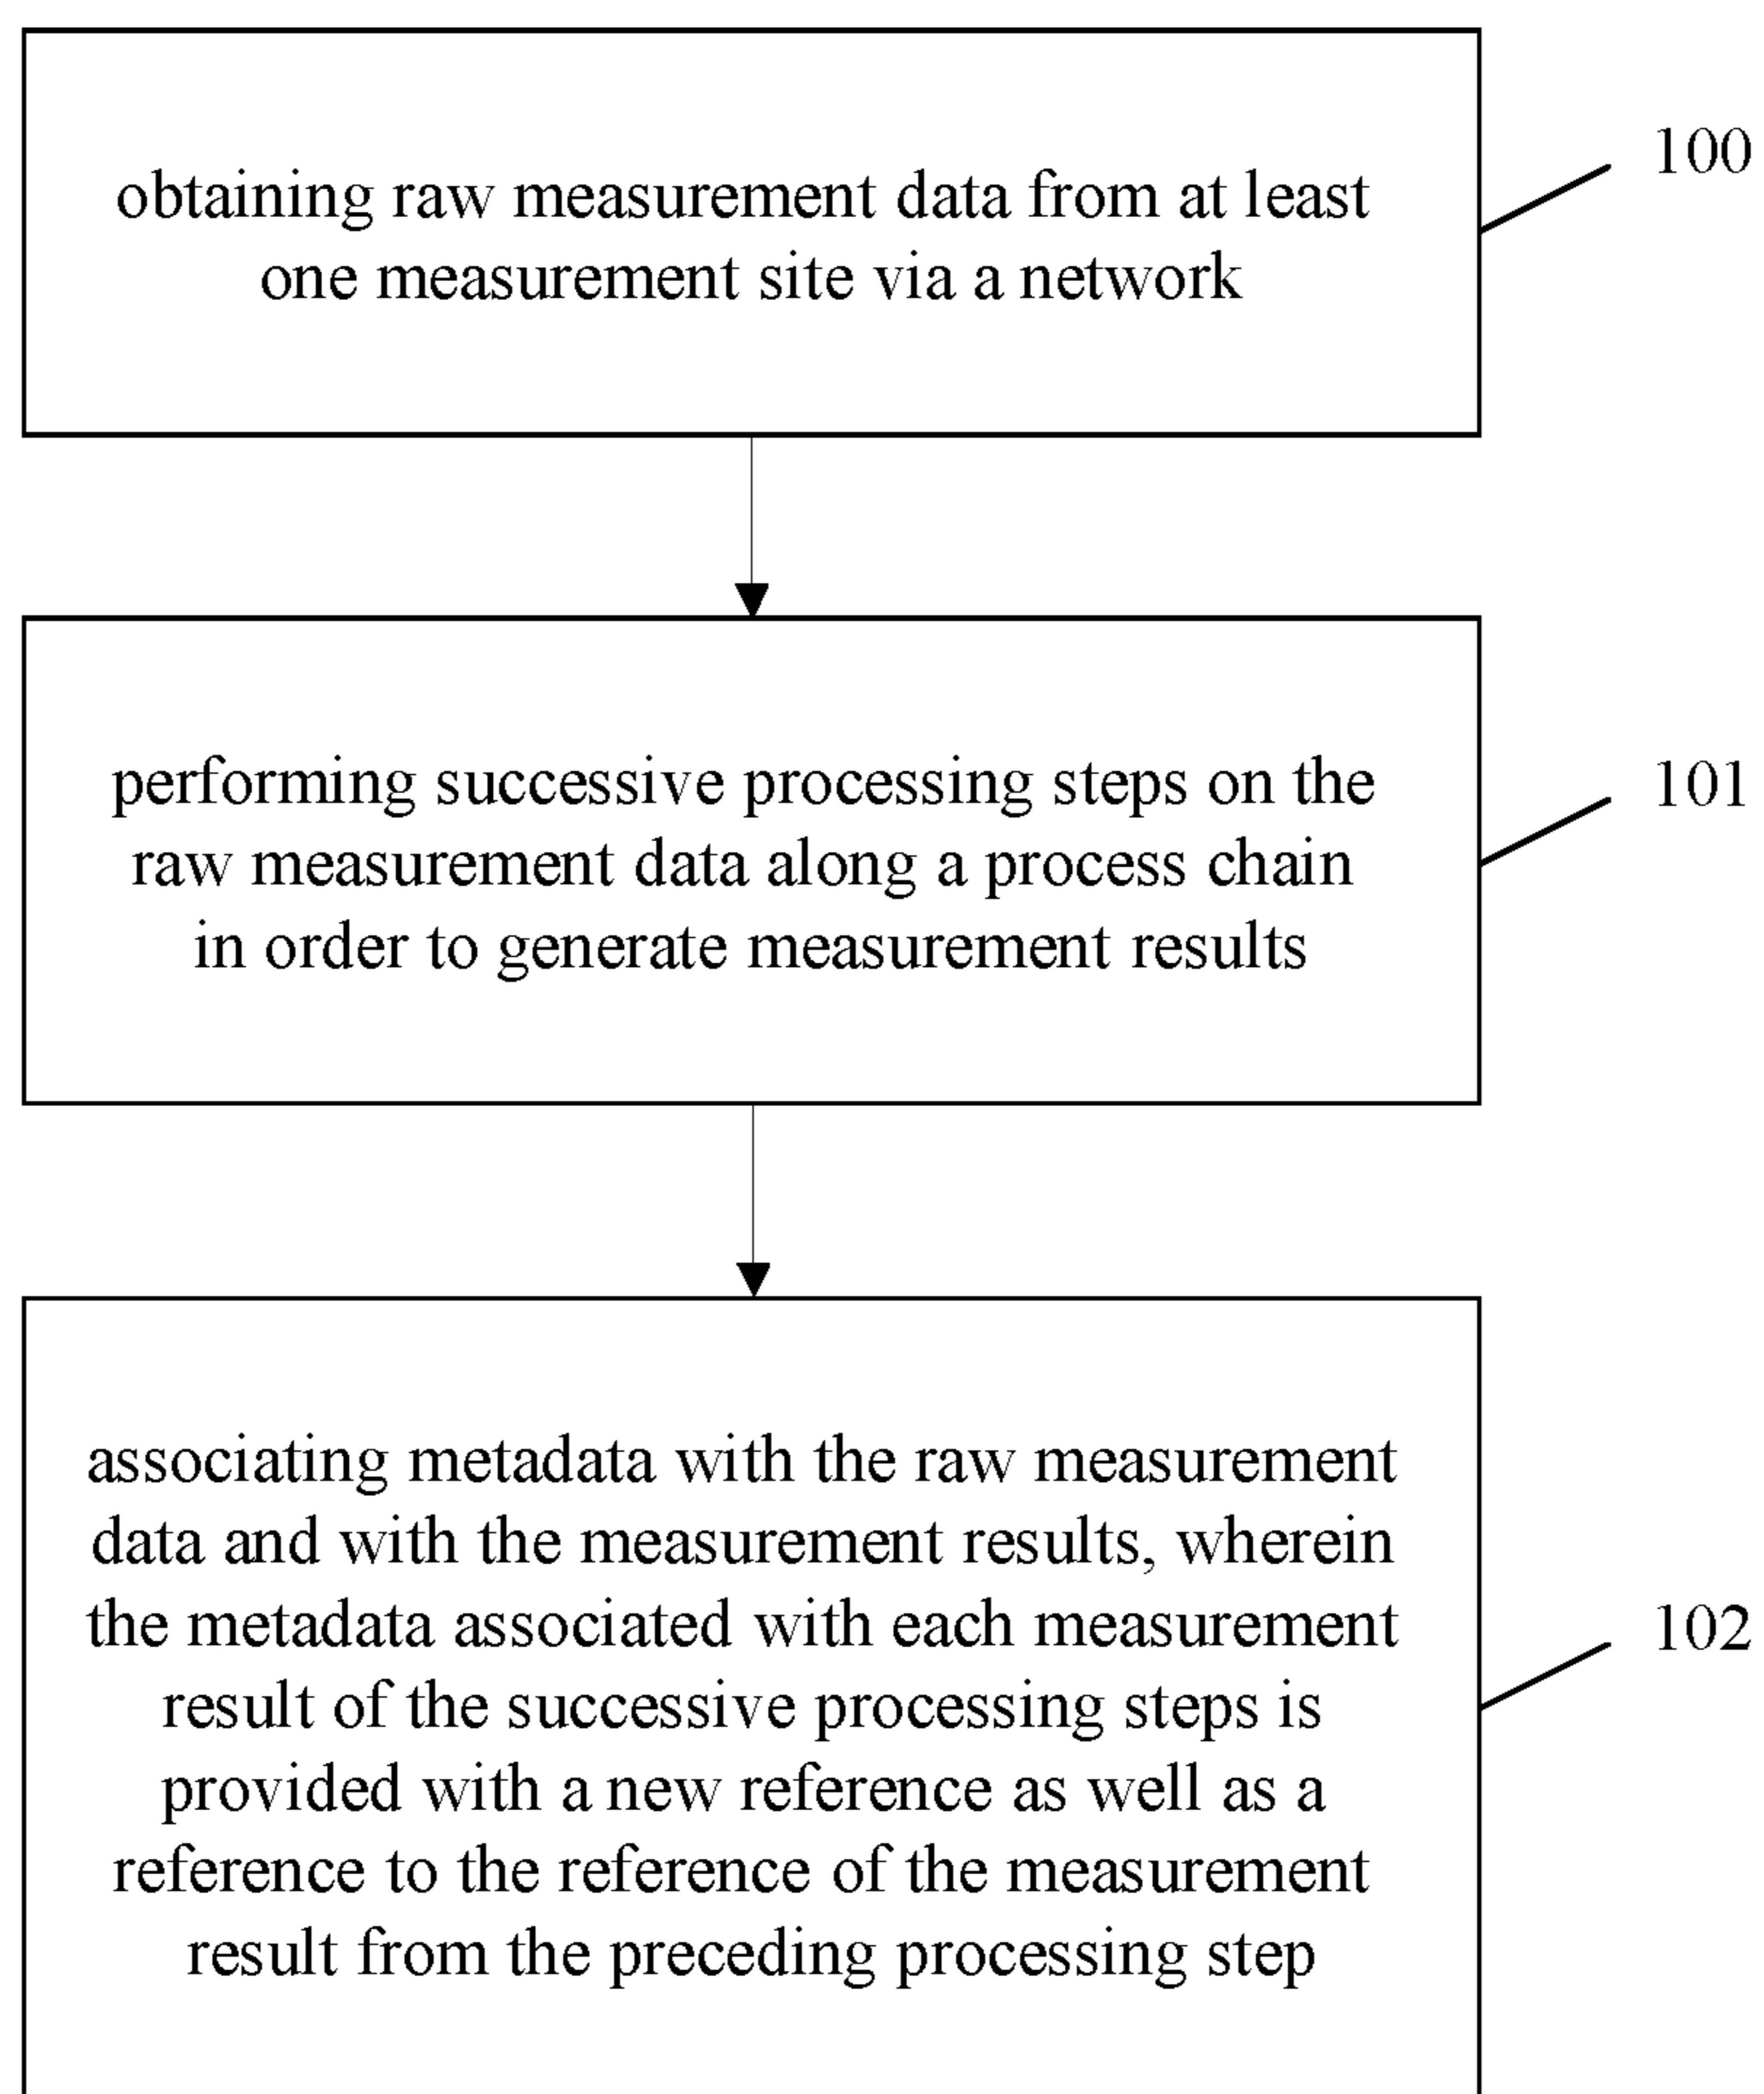 obtaining raw measurement data from at least
one measurement site via a network
100
performing successive processing steps on the
raw measurement data along a process chain
in order to generate measurement results
101
associating metadata with the raw measurement
data and with the measurement results, wherein
the metadata associated with each measurement
result of the successive processing steps is
provided with a new reference as well as a
reference to the reference of the measurement
result from the preceding processing step
102